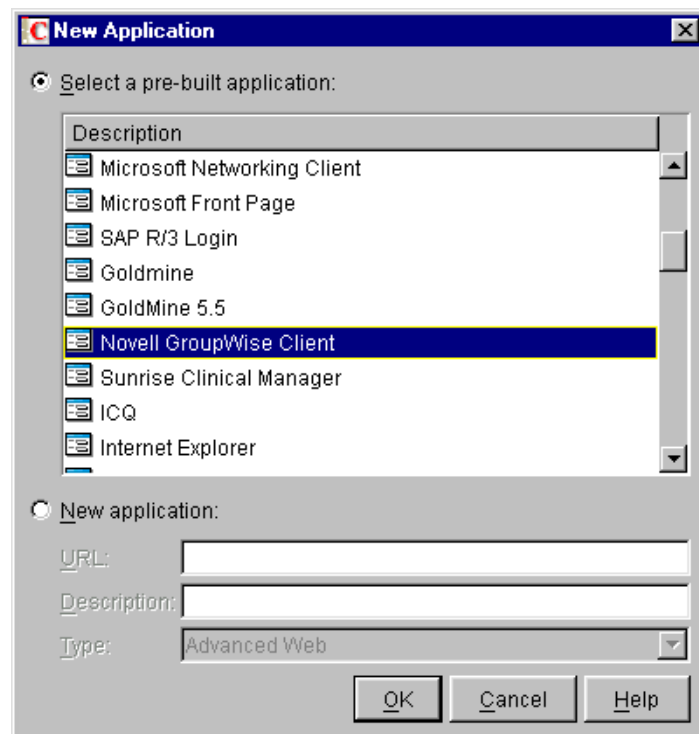 C New Application
Select a pre-built application:
Description
Microsoft Networking Client
Microsoft Front Page
SAP R/3 Login
Goldmine
GoldMine 5.5
Novell GroupWise Client
Sunrise Clinical Manager
ICQ
Internet Explorer
New application:
URL:
Description:
Type: Advanced Web
OK Cancel Help